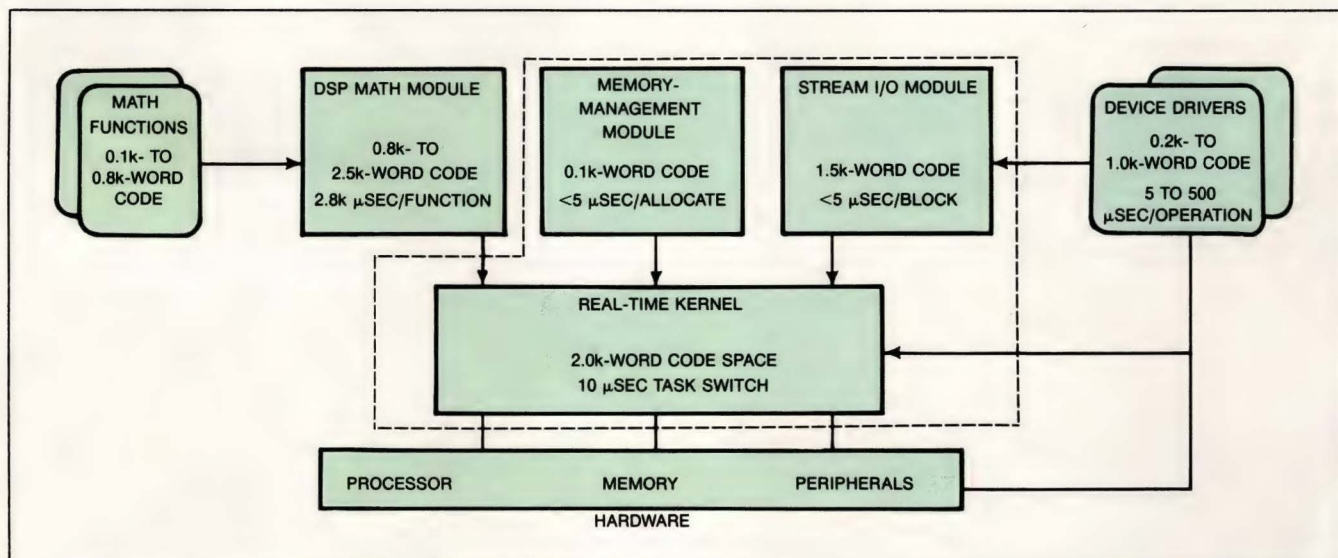 MATH
FUNCTIONS
0.1k- TO
0.8k-WORD
CODE
DSP MATH MODULE
0.8k- TO
2.5k-WORD CODE
2.8k μSEC/FUNCTION
MEMORY-
MANAGEMENT
MODULE
0.1k-WORD CODE
<5 μSEC/ALLOCATE
STREAM I/O MODULE
1.5k-WORD CODE
<5 μSEC/BLOCK
DEVICE DRIVERS
0.2k- TO
1.0k-WORD CODE
5 TO 500
μSEC/OPERATION
REAL-TIME KERNEL
2.0k-WORD CODE SPACE
10 μSEC TASK SWITCH
PROCESSOR MEMORY PERIPHERALS
HARDWARE